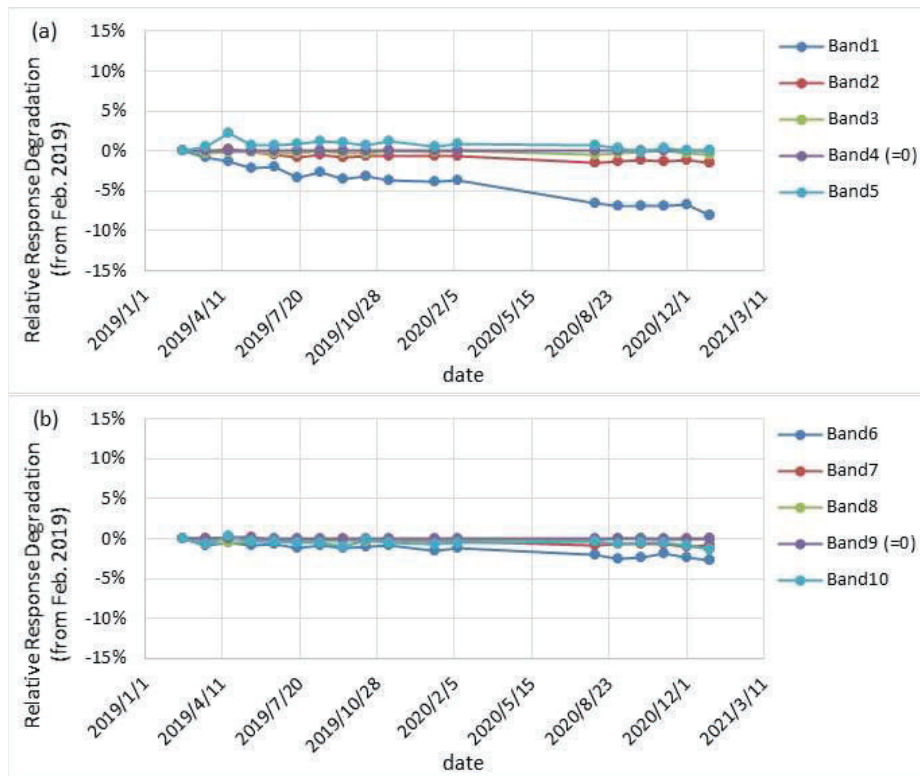 (a)
Relative Response Degradation
(from Feb. 2019)
15%
10%
5%
0%
-5%
-10%
-15%
2019/1/1
2019/4/11
2019/7/20
2019/10/28
2020/2/5
2020/5/15
2020/8/23
2020/12/1
2021/3/11
date
Band1
Band2
Band3
Band4 (=0)
Band5
(b)
Relative Response Degradation
(from Feb. 2019)
15%
10%
5%
0%
-5%
-10%
-15%
2019/1/1
2019/4/11
2019/7/20
2019/10/28
2020/2/5
2020/5/15
2020/8/23
2020/12/1
2021/3/11
date
Band6
Band7
Band8
Band9 (=0)
Band10